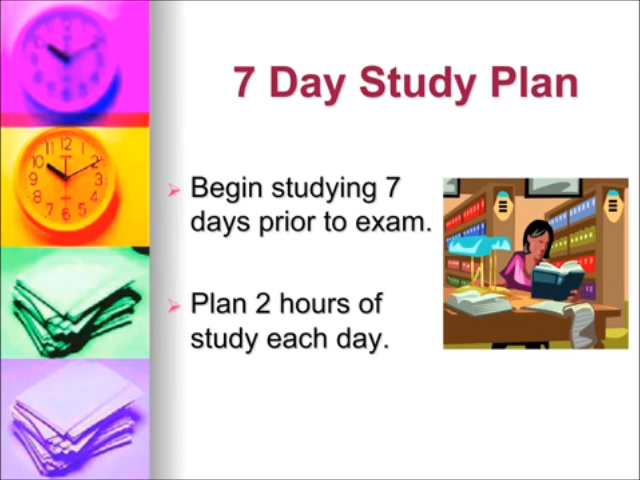 7 Day Study Plan
Begin studying 7
days prior to exam.
Plan 2 hours of
study each day.